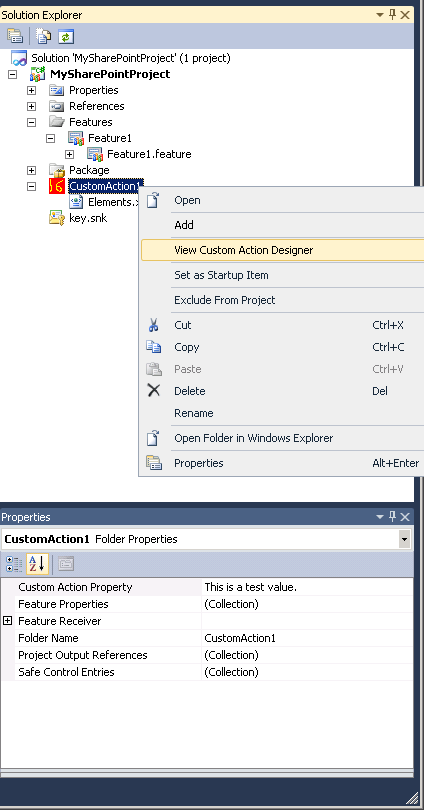 Solution Explorer
Solution 'MySharePointProject' (1 project)
MySharePointProject
Properties
References
Features
Feature1
Feature1.feature
Package
CustomAction1
Elements.x
key.snk
Open
Add
View Custom Action Designer
Set as Startup Item
Exclude From Project
Cut Ctrl+X
Copy Ctrl+C
Paste Ctrl+V
Delete Del
Rename
Open Folder in Windows Explorer
Properties Alt+Enter
Properties
CustomAction1 Folder Properties
Custom Action Property This is a test value.
Feature Properties (Collection)
Feature Receiver
Folder Name CustomAction1
Project Output References (Collection)
Safe Control Entries (Collection)